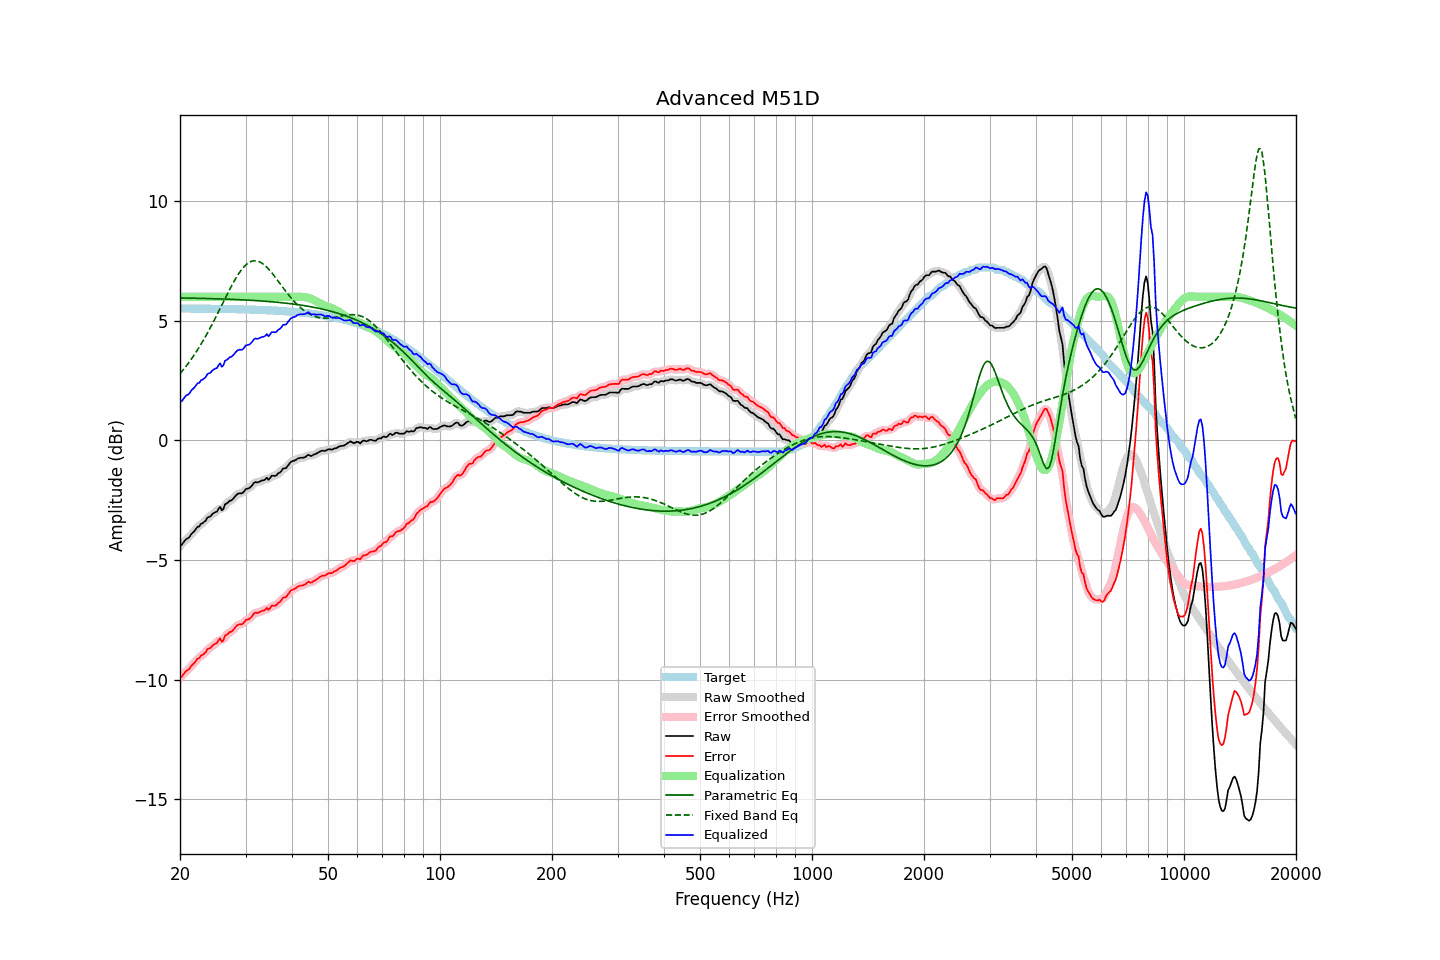 Advanced M51D
Amplitude (dBr)
10
5
0
−5
−10
−15
Target
Raw Smoothed
Error Smoothed
Raw
Error
Equalization
Parametric Eq
Fixed Band Eq
Equalized
20 50 100 200 500 1000 2000 5000 10000 20000
Frequency (Hz)